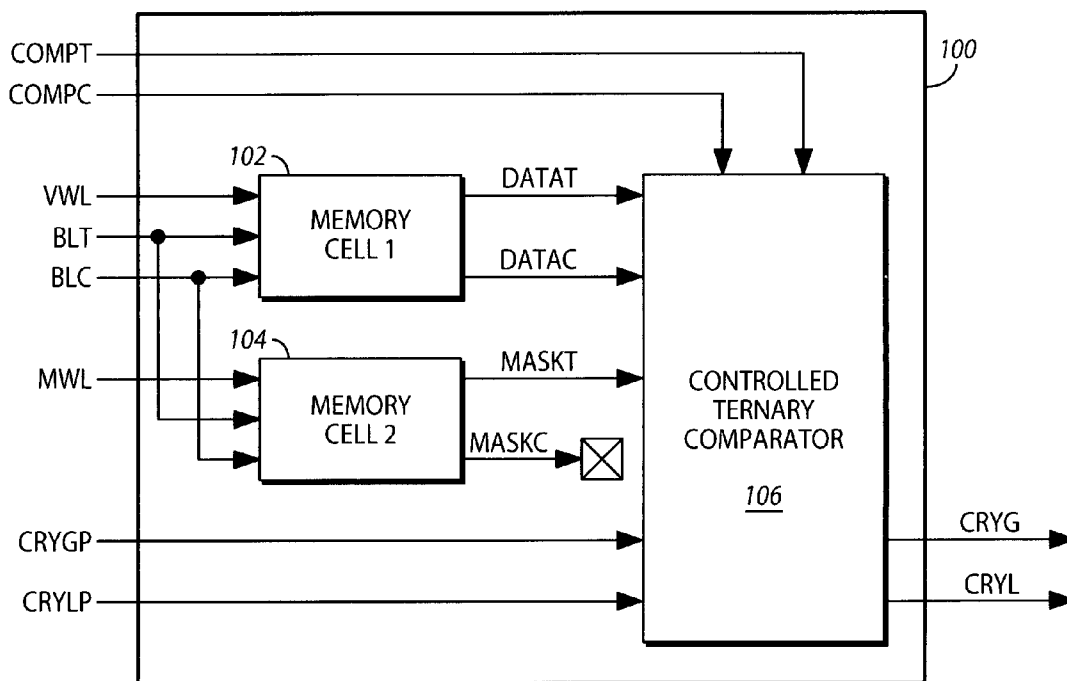 COMPT
COMPC
100
102
VWL
BLT
BLC
MEMORY
CELL 1
DATAT
DATAC
104
MWL
MEMORY
CELL 2
MASKT
MASKC
CONTROLLED
TERNARY
COMPARATOR
106
CRYGP
CRYLP
CRYG
CRYL